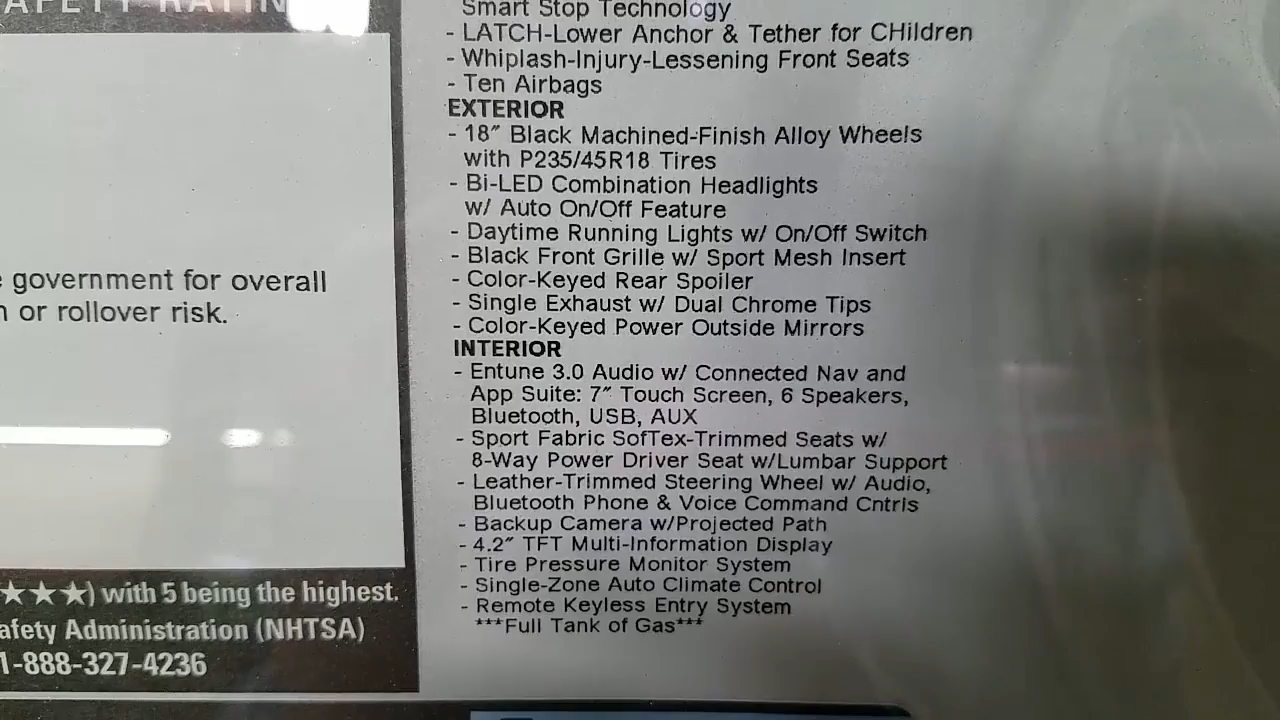 SAFETY RATIN
government for overall
or rollover risk.
★★★) with 5 being the highest.
afety Administration (NHTSA)
1-888-327-4236
Smart Stop Technology
- LATCH-Lower Anchor & Tether for CHildren
- Whiplash-Injury-Lessening Front Seats
- Ten Airbags
EXTERIOR
- 18″ Black Machined-Finish Alloy Wheels
with P235/45R18 Tires
- Bi-LED Combination Headlights
w/ Auto On/Off Feature
- Daytime Running Lights w/ On/Off Switch
- Black Front Grille w/ Sport Mesh Insert
- Color-Keyed Rear Spoiler
- Single Exhaust w/ Dual Chrome Tips
- Color-Keyed Power Outside Mirrors
INTERIOR
- Entune 3.0 Audio w/ Connected Nav and
App Suite: 7″ Touch Screen, 6 Speakers,
Bluetooth, USB, AUX
- Sport Fabric SofTex-Trimmed Seats w/
8-Way Power Driver Seat w/Lumbar Support
- Leather-Trimmed Steering Wheel w/ Audio,
Bluetooth Phone & Voice Command Cntrls
- Backup Camera w/Projected Path
- 4.2″ TFT Multi-Information Display
- Tire Pressure Monitor System
- Single-Zone Auto Climate Control
- Remote Keyless Entry System
***Full Tank of Gas***